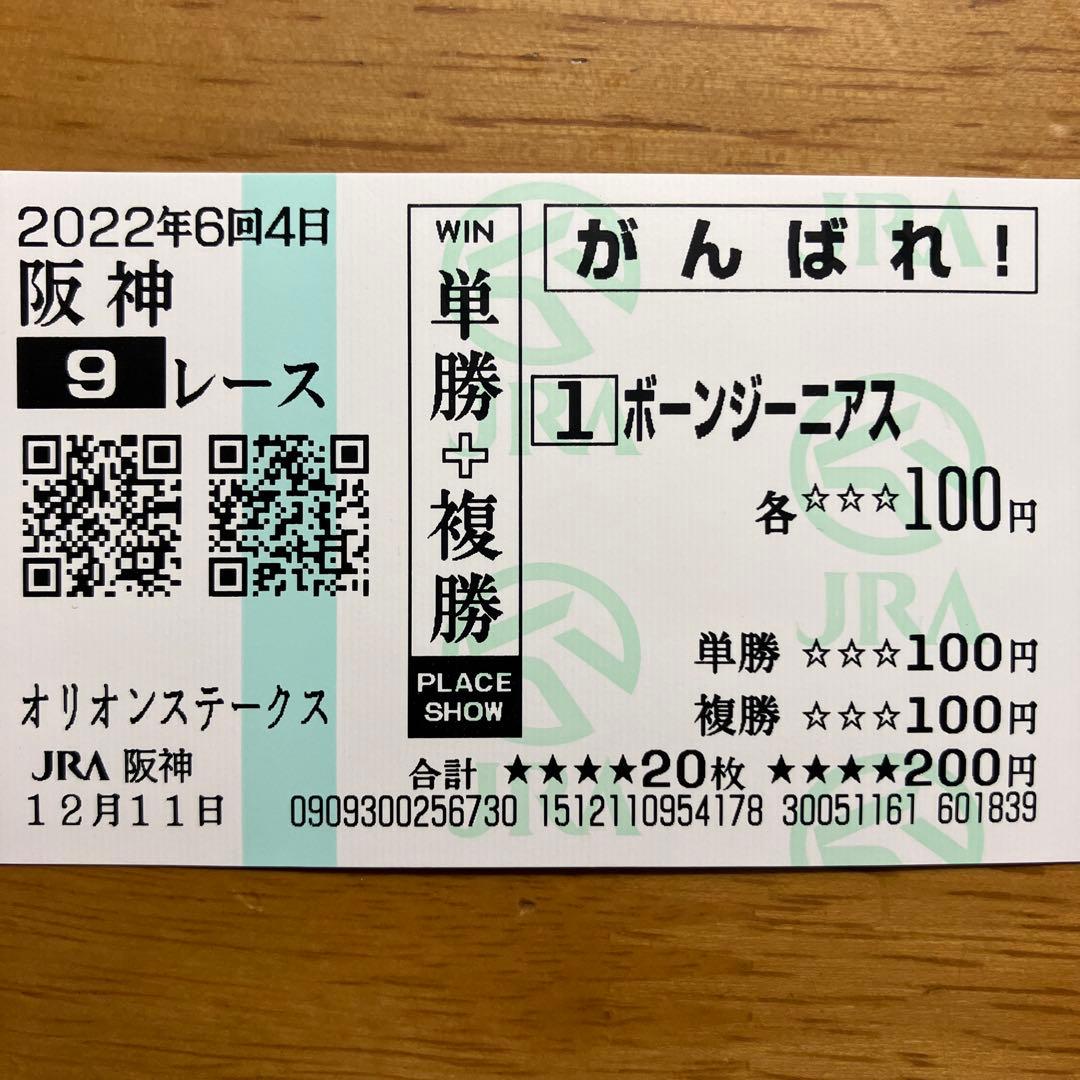 2022年6回4日
阪神
9レース
オリオンステークス
JRA 阪神
12月11日
WIN
単勝+複勝
PLACE
SHOW
がんばれ!
1ボーンジーニアス
各☆☆☆100円
単勝 ☆☆☆100円
複勝 ☆☆☆100円
合計 ★★★★20枚 ★★★★200円
0909300256730 1512110954178 30051161 601839
JRA
JRA
JRA
JRA